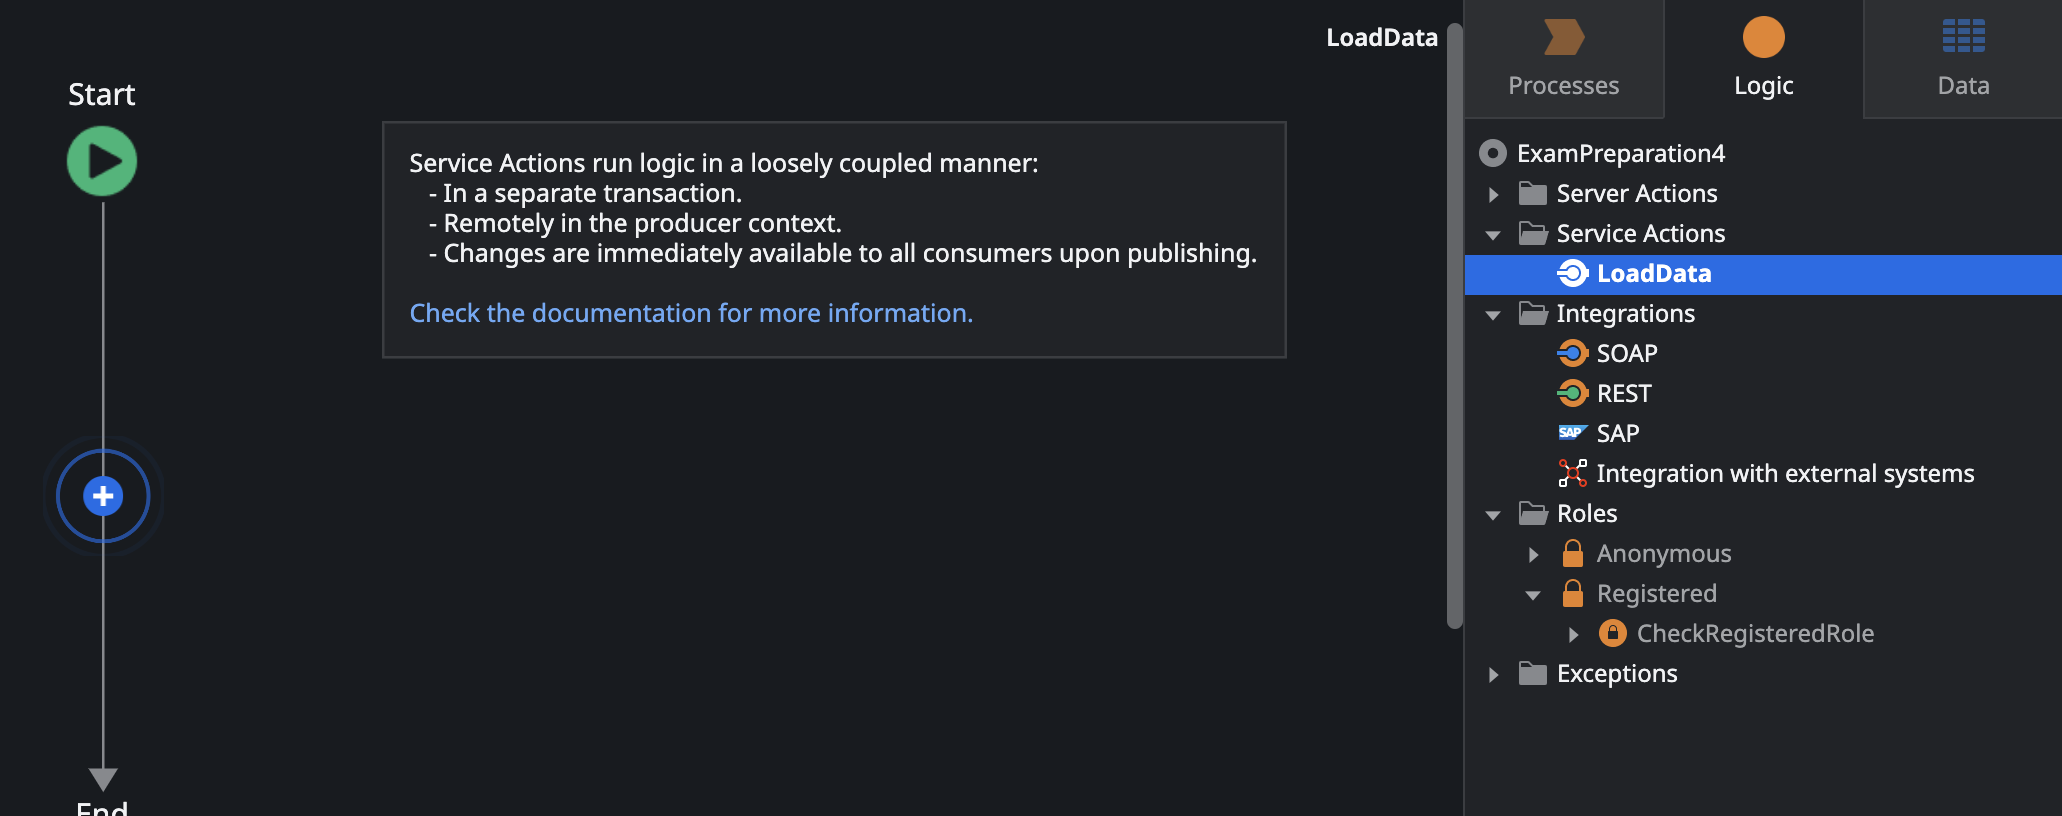 LoadData
Start
Service Actions run logic in a loosely coupled manner:
- In a separate transaction.
- Remotely in the producer context.
- Changes are immediately available to all consumers upon publishing.
Check the documentation for more information.
End
Processes
Logic
Data
ExamPreparation4
Server Actions
Service Actions
LoadData
Integrations
SOAP
REST
SAP SAP
Integration with external systems
Roles
Anonymous
Registered
CheckRegisteredRole
Exceptions